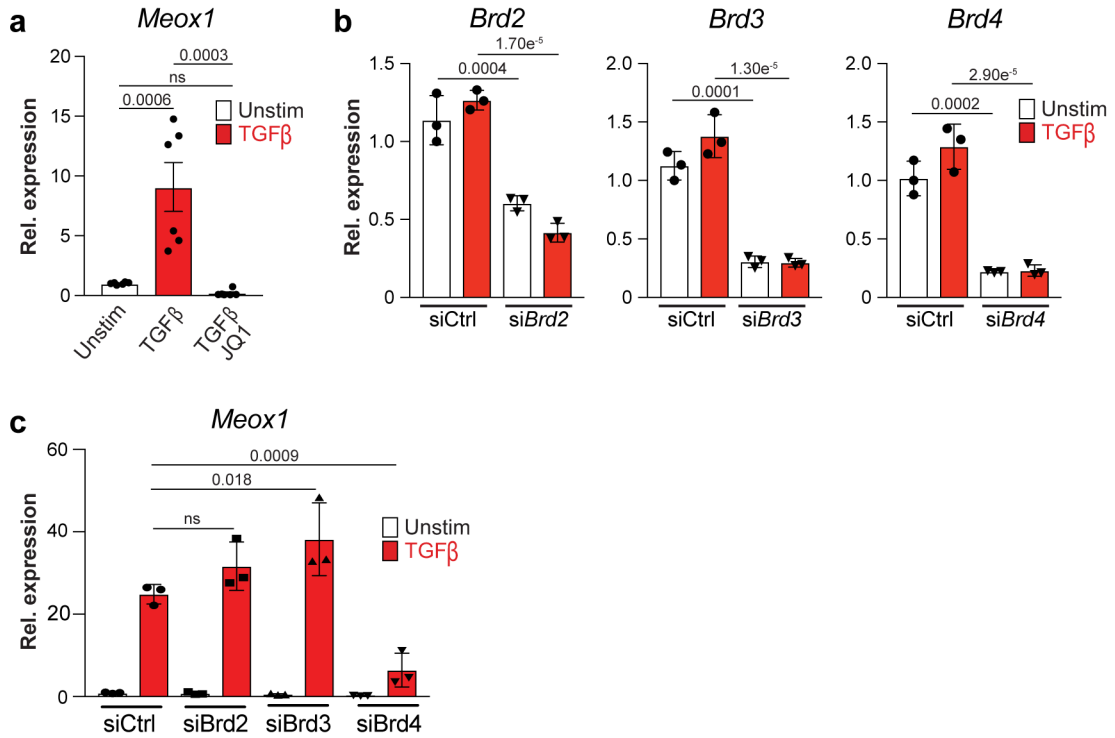 a
Meox1
Rel. expression
20
15
10
5
0
0.0003
ns
0.0006
Unstim
TGFβ
Unstim
TGFβ
TGFβ
JQ1
b
Brd2
Rel. expression
1.5
1.0
0.5
0
1.70e-5
0.0004
siCtrl
siBrd2
Brd3
2.0
1.5
1.0
0.5
0
1.30e-5
0.0001
siCtrl
siBrd3
Brd4
2.0
1.5
1.0
0.5
0
2.90e-5
0.0002
Unstim
TGFβ
siCtrl
siBrd4
c
Meox1
Rel. expression
60
40
20
0
0.0009
0.018
ns
Unstim
TGFβ
siCtrl
siBrd2
siBrd3
siBrd4